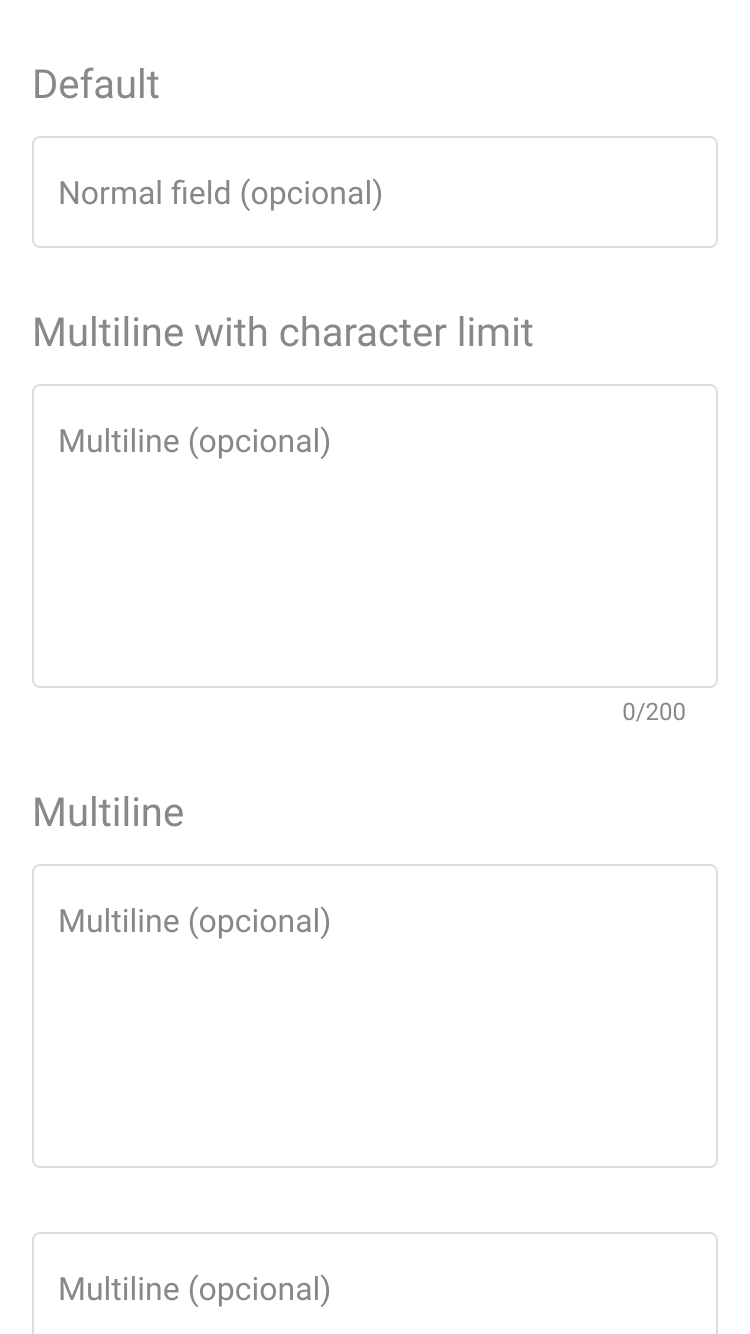 Default
Normal field (opcional)
Multiline with character limit
Multiline (opcional)
0/200
Multiline
Multiline (opcional)
Multiline (opcional)